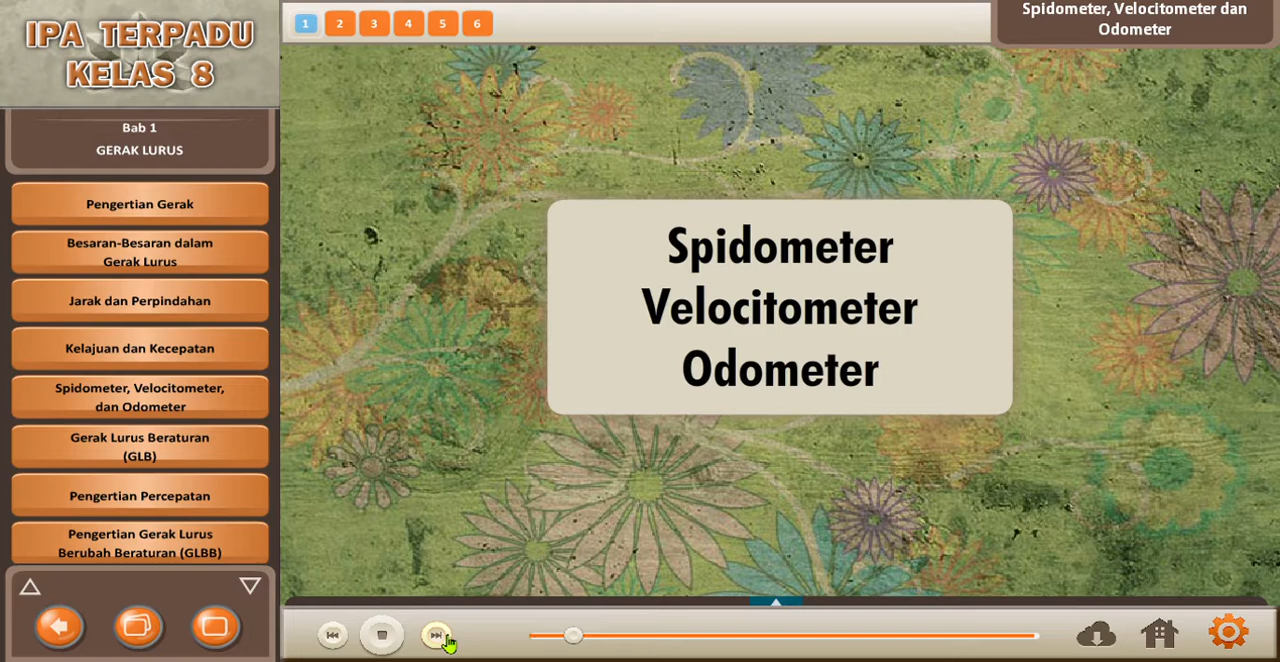 IPA TERPADU
KELAS 8
Bab 1
GERAK LURUS
Pengertian Gerak
Besaran-Besaran dalam
Gerak Lurus
Jarak dan Perpindahan
Kelajuan dan Kecepatan
Spidometer, Velocitometer,
dan Odometer
Gerak Lurus Beraturan
(GLB)
Pengertian Percepatan
Pengertian Gerak Lurus
Berubah Beraturan (GLBB)
1 2 3 4 5 6
Spidometer, Velocitometer dan
Odometer
Spidometer
Velocitometer
Odometer